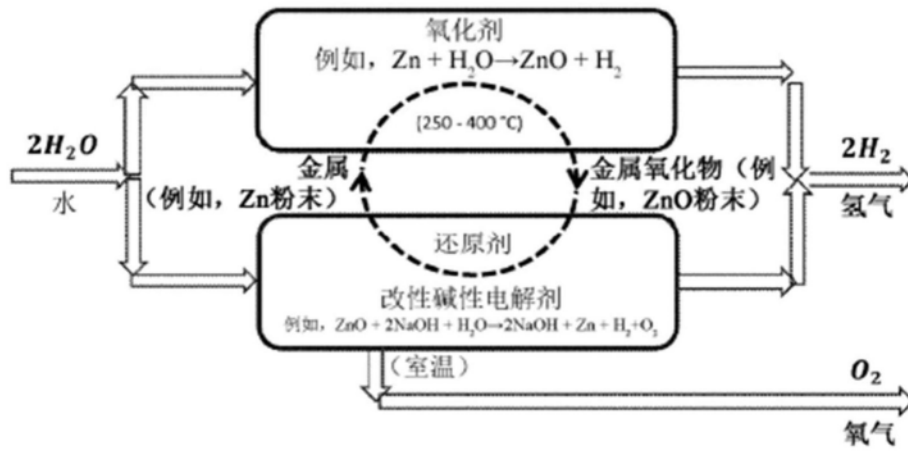 氧化剂
例如，Zn + H₂O→ZnO + H₂
(250 - 400 °C)
2H₂O
水
金属
（例如，Zn粉末）
金属氧化物（例
如，ZnO粉末）
2H₂
氢气
还原剂
改性碱性电解剂
例如，ZnO + 2NaOH + H₂O→2NaOH + Zn + H₂+O₂
（室温）
O₂
氧气